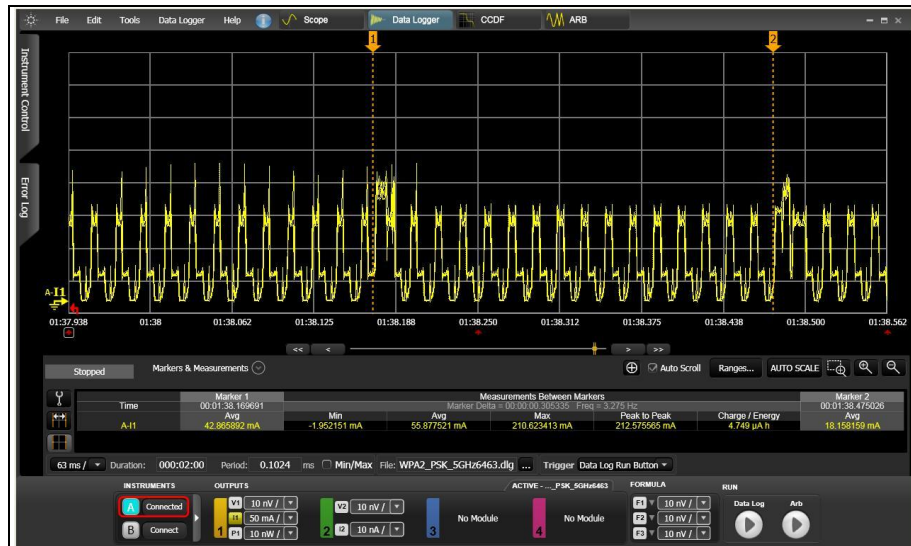 File Edit Tools Data Logger Help Scope Data Logger CCDF ARB
1 2
Instrument Control
Error Log
A-I1
01:37.938 01:38 01:38.062 01:38.125 01:38.188 01:38.250 01:38.312 01:38.375 01:38.438 01:38.500 01:38.562
<< < > >>
Stopped Markers & Measurements Auto Scroll Ranges... AUTO SCALE
Marker 1 Measurements Between Markers Marker 2
Time 00:01:38.169691 Marker Delta = 00:00:00.305335 Freq = 3.275 Hz 00:01:38.475026
Avg Min Avg Max Peak to Peak Charge / Energy Avg
A-I1 42.865892 mA -1.952151 mA 55.877521 mA 210.623413 mA 212.575565 mA 4.749 µA h 18.158159 mA
63 ms / Duration: 000:02:00 Period: 0.1024 ms Min/Max File: WPA2_PSK_5GHz6463.dlg ... Trigger Data Log Run Button
INSTRUMENTS OUTPUTS ACTIVE - ..._PSK_5GHz6463 FORMULA RUN
A Connected V1 10 nV / V2 10 nV / F1 10 nV / Data Log Arb
1 I1 50 mA / 2 3 No Module 4 No Module F2 10 nV /
B Connect P1 10 nW / I2 10 nA / F3 10 nV /